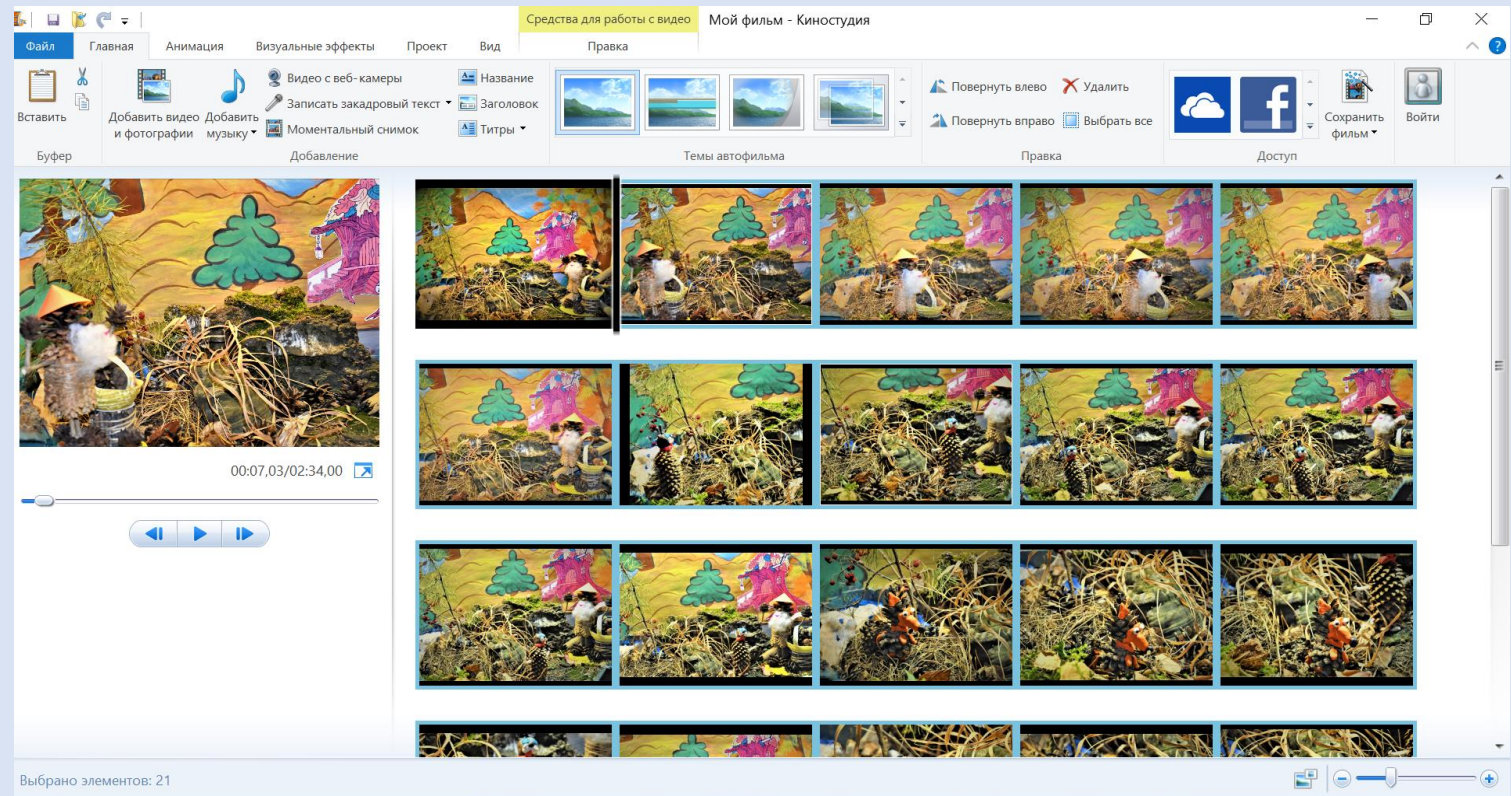 Средства для работы с видео
Мой фильм - Киностудия
Файл
Главная
Анимация
Визуальные эффекты
Проект
Вид
Правка
Вставить
Буфер
Добавить видео
и фотографии
Добавить
музыку
Видео с веб-камеры
Записать закадровый текст
Моментальный снимок
Название
Заголовок
Титры
Добавление
Темы автофильма
Повернуть влево
Повернуть вправо
Удалить
Выбрать все
Правка
Доступ
Сохранить
фильм
Войти
00:07,03/02:34,00
Выбрано элементов: 21